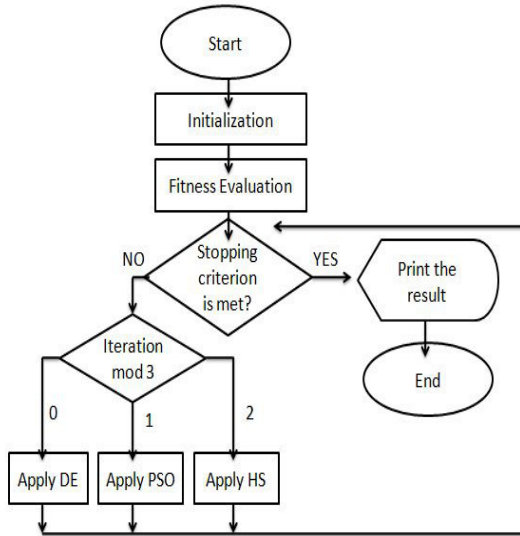 Start
Initialization
Fitness Evaluation
Stopping
criterion
is met?
NO
YES
Print the
result
End
Iteration
mod 3
0
1
2
Apply DE
Apply PSO
Apply HS